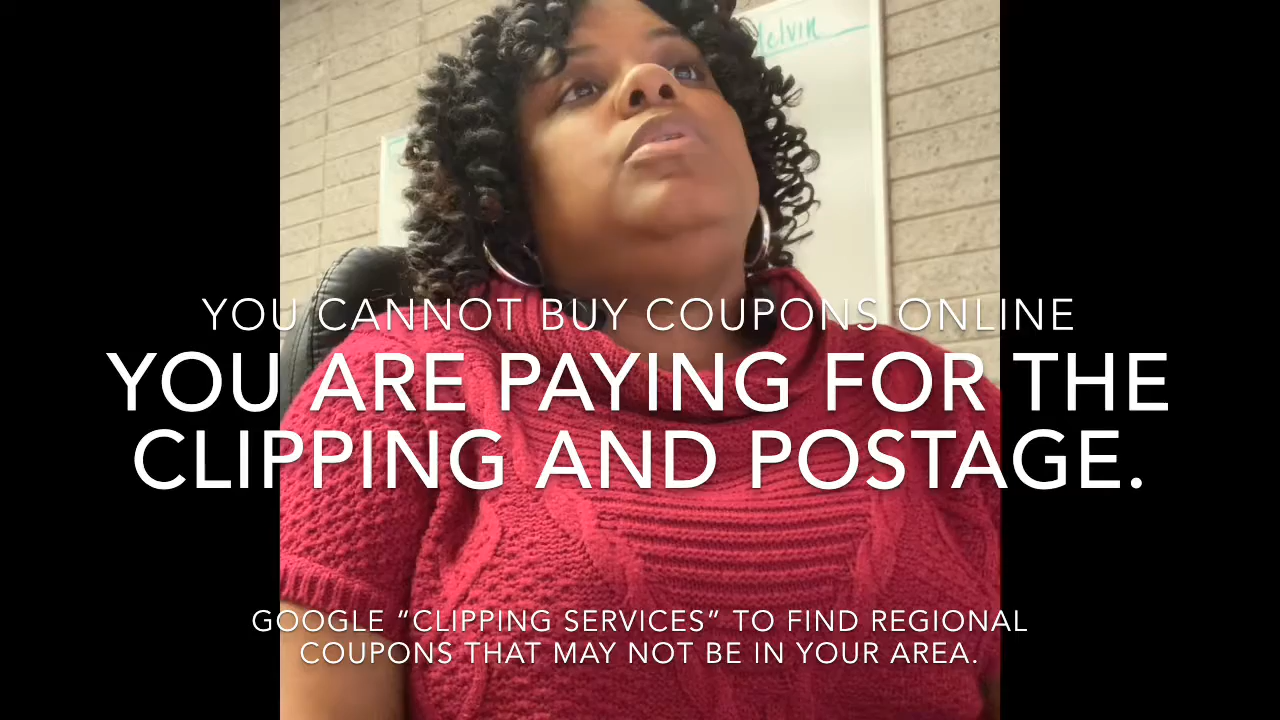 Melvin
YOU CANNOT BUY COUPONS ONLINE
YOU ARE PAYING FOR THE
CLIPPING AND POSTAGE.
GOOGLE “CLIPPING SERVICES” TO FIND REGIONAL
COUPONS THAT MAY NOT BE IN YOUR AREA.